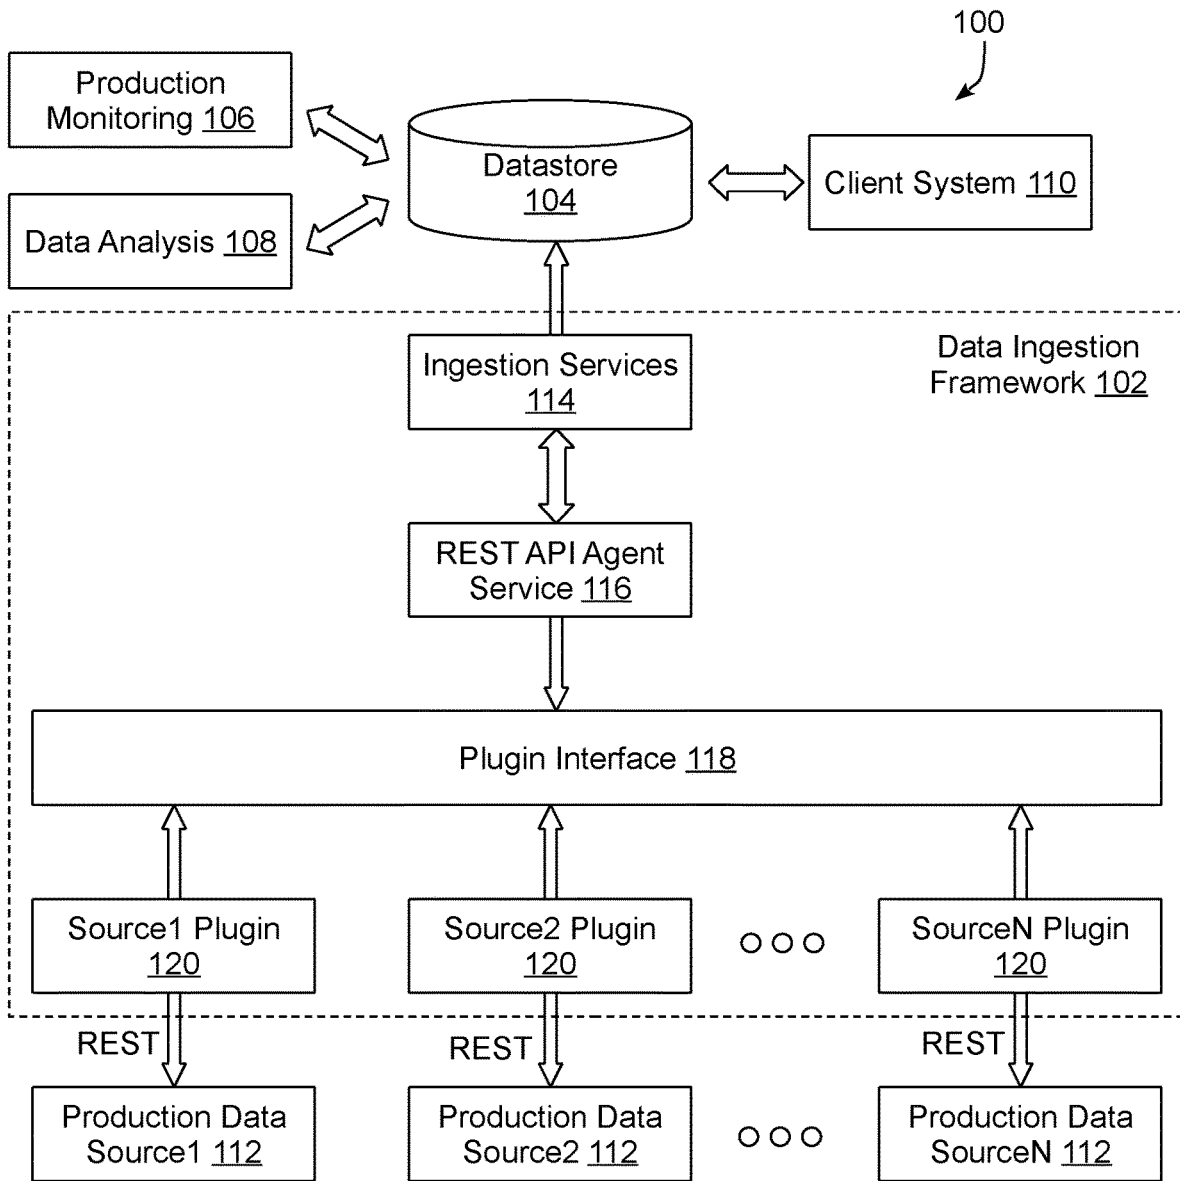 100
Production
Monitoring 106
Datastore
104
Client System 110
Data Analysis 108
Data Ingestion
Framework 102
Ingestion Services
114
REST API Agent
Service 116
Plugin Interface 118
Source1 Plugin
120
Source2 Plugin
120
SourceN Plugin
120
REST
REST
REST
Production Data
Source1 112
Production Data
Source2 112
Production Data
SourceN 112